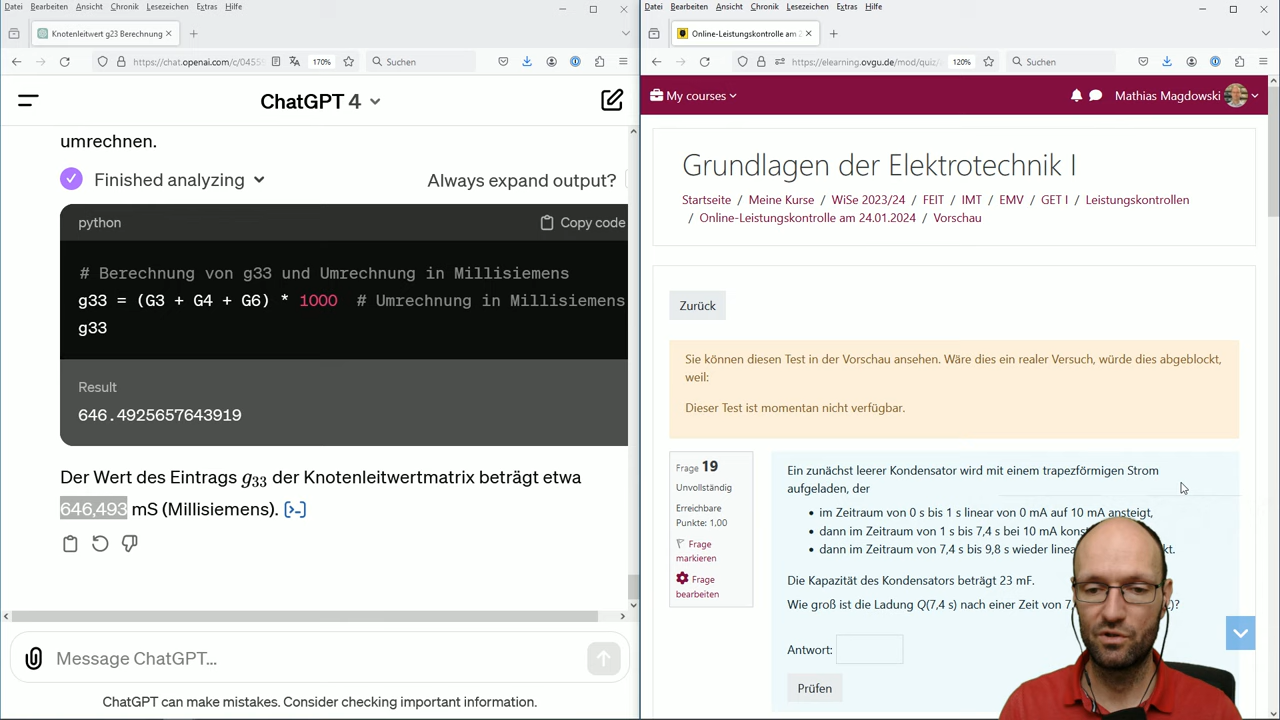 Datei Bearbeiten Ansicht Chronik Lesezeichen Extras Hilfe
Knotenleitwert g23 Berechnung
https://chat.openai.com/c/045
170%
Suchen
ChatGPT 4
umrechnen.
Finished analyzing
Always expand output?
python
Copy code
# Berechnung von g33 und Umrechnung in Millisiemens
g33 = (G3 + G4 + G6) * 1000 # Umrechnung in Millisiemens
g33
Result
646.4925657643919
Der Wert des Eintrags g33 der Knotenleitwertmatrix beträgt etwa
646,493 mS (Millisiemens).
Message ChatGPT...
ChatGPT can make mistakes. Consider checking important information.
Datei Bearbeiten Ansicht Chronik Lesezeichen Extras Hilfe
Online-Leistungskontrolle am
https://elearning.ovgu.de/mod/quiz/
120%
Suchen
My courses
Mathias Magdowski
Grundlagen der Elektrotechnik I
Startseite / Meine Kurse / WiSe 2023/24 / FEIT / IMT / EMV / GET I / Leistungskontrollen
/ Online-Leistungskontrolle am 24.01.2024 / Vorschau
Zurück
Sie können diesen Test in der Vorschau ansehen. Wäre dies ein realer Versuch, würde dies abgeblockt,
weil:
Dieser Test ist momentan nicht verfügbar.
Frage 19
Unvollständig
Erreichbare
Punkte: 1,00
Frage
markieren
Frage
bearbeiten
Ein zunächst leerer Kondensator wird mit einem trapezförmigen Strom
aufgeladen, der
• im Zeitraum von 0 s bis 1 s linear von 0 mA auf 10 mA ansteigt,
• dann im Zeitraum von 1 s bis 7,4 s bei 10 mA
• dann im Zeitraum von 7,4 s bis 9,8 s wieder
Die Kapazität des Kondensators beträgt 23 mF.
Wie groß ist die Ladung Q(7,4 s) nach einer Zeit von
Antwort:
Prüfen